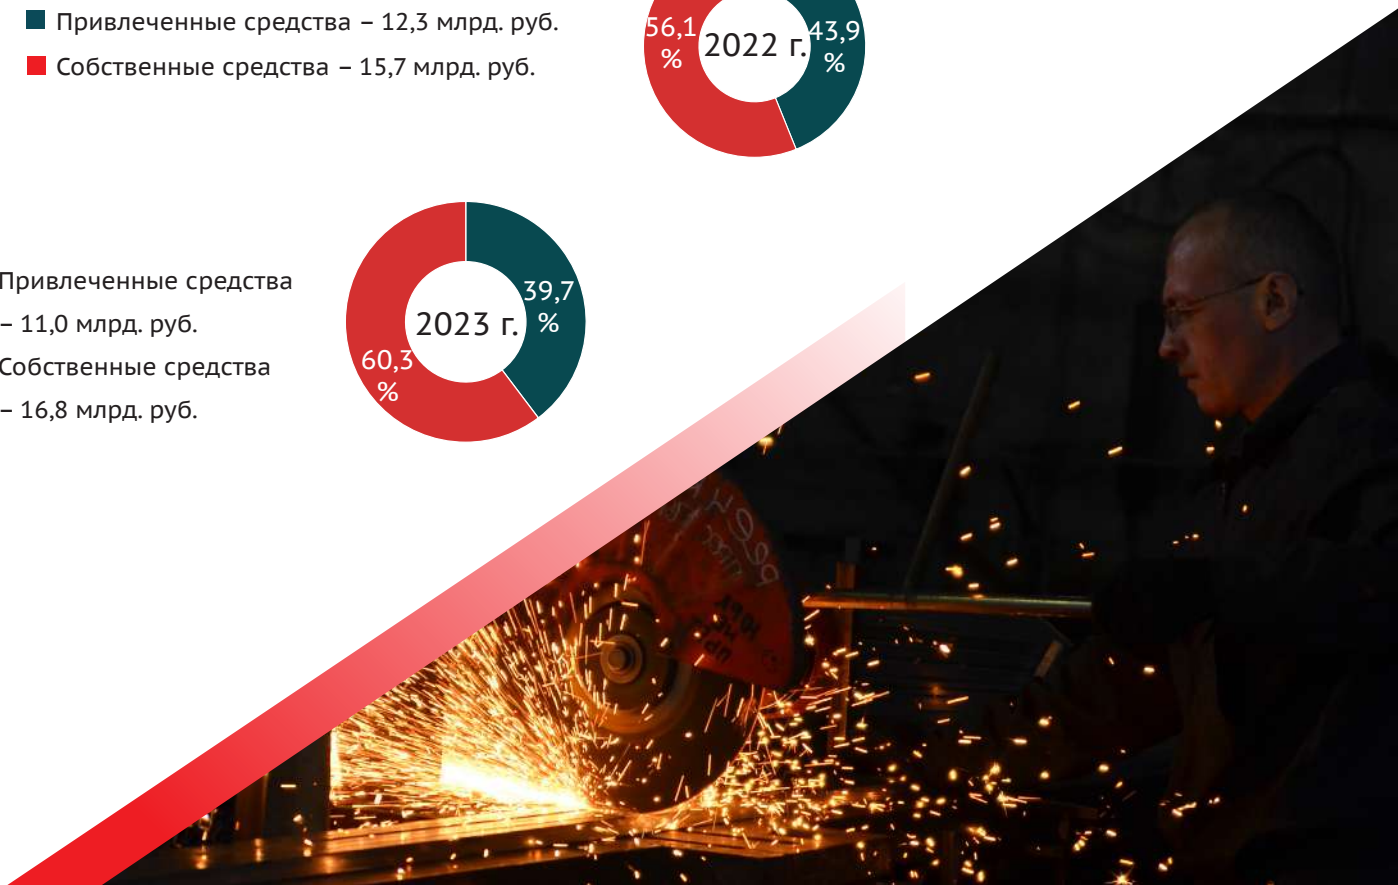 Привлеченные средства – 12,3 млрд. руб.
Собственные средства – 15,7 млрд. руб.
56,1
%
2022 г.
43,9
%
Привлеченные средства
– 11,0 млрд. руб.
Собственные средства
– 16,8 млрд. руб.
39,7
%
2023 г.
60,3
%